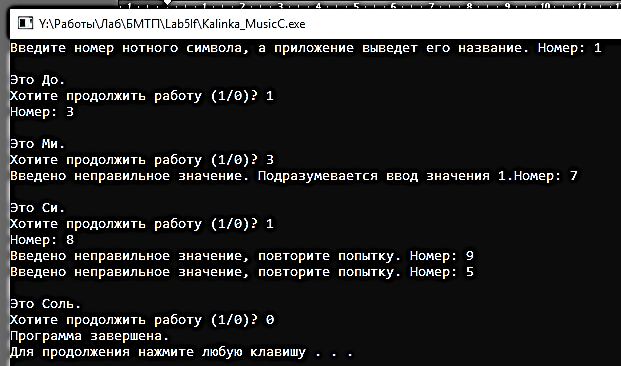 Y:\Работы\Лаб\БМТП\Lab5If\Kalinka_MusicC.exe
Введите номер нотного символа, а приложение выведет его название. Номер: 1
Это До.
Хотите продолжить работу (1/0)? 1
Номер: 3
Это Ми.
Хотите продолжить работу (1/0)? 3
Введено неправильное значение. Подразумевается ввод значения 1.Номер: 7
Это Си.
Хотите продолжить работу (1/0)? 1
Номер: 8
Введено неправильное значение, повторите попытку. Номер: 9
Введено неправильное значение, повторите попытку. Номер: 5
Это Соль.
Хотите продолжить работу (1/0)? 0
Программа завершена.
Для продолжения нажмите любую клавишу . . .